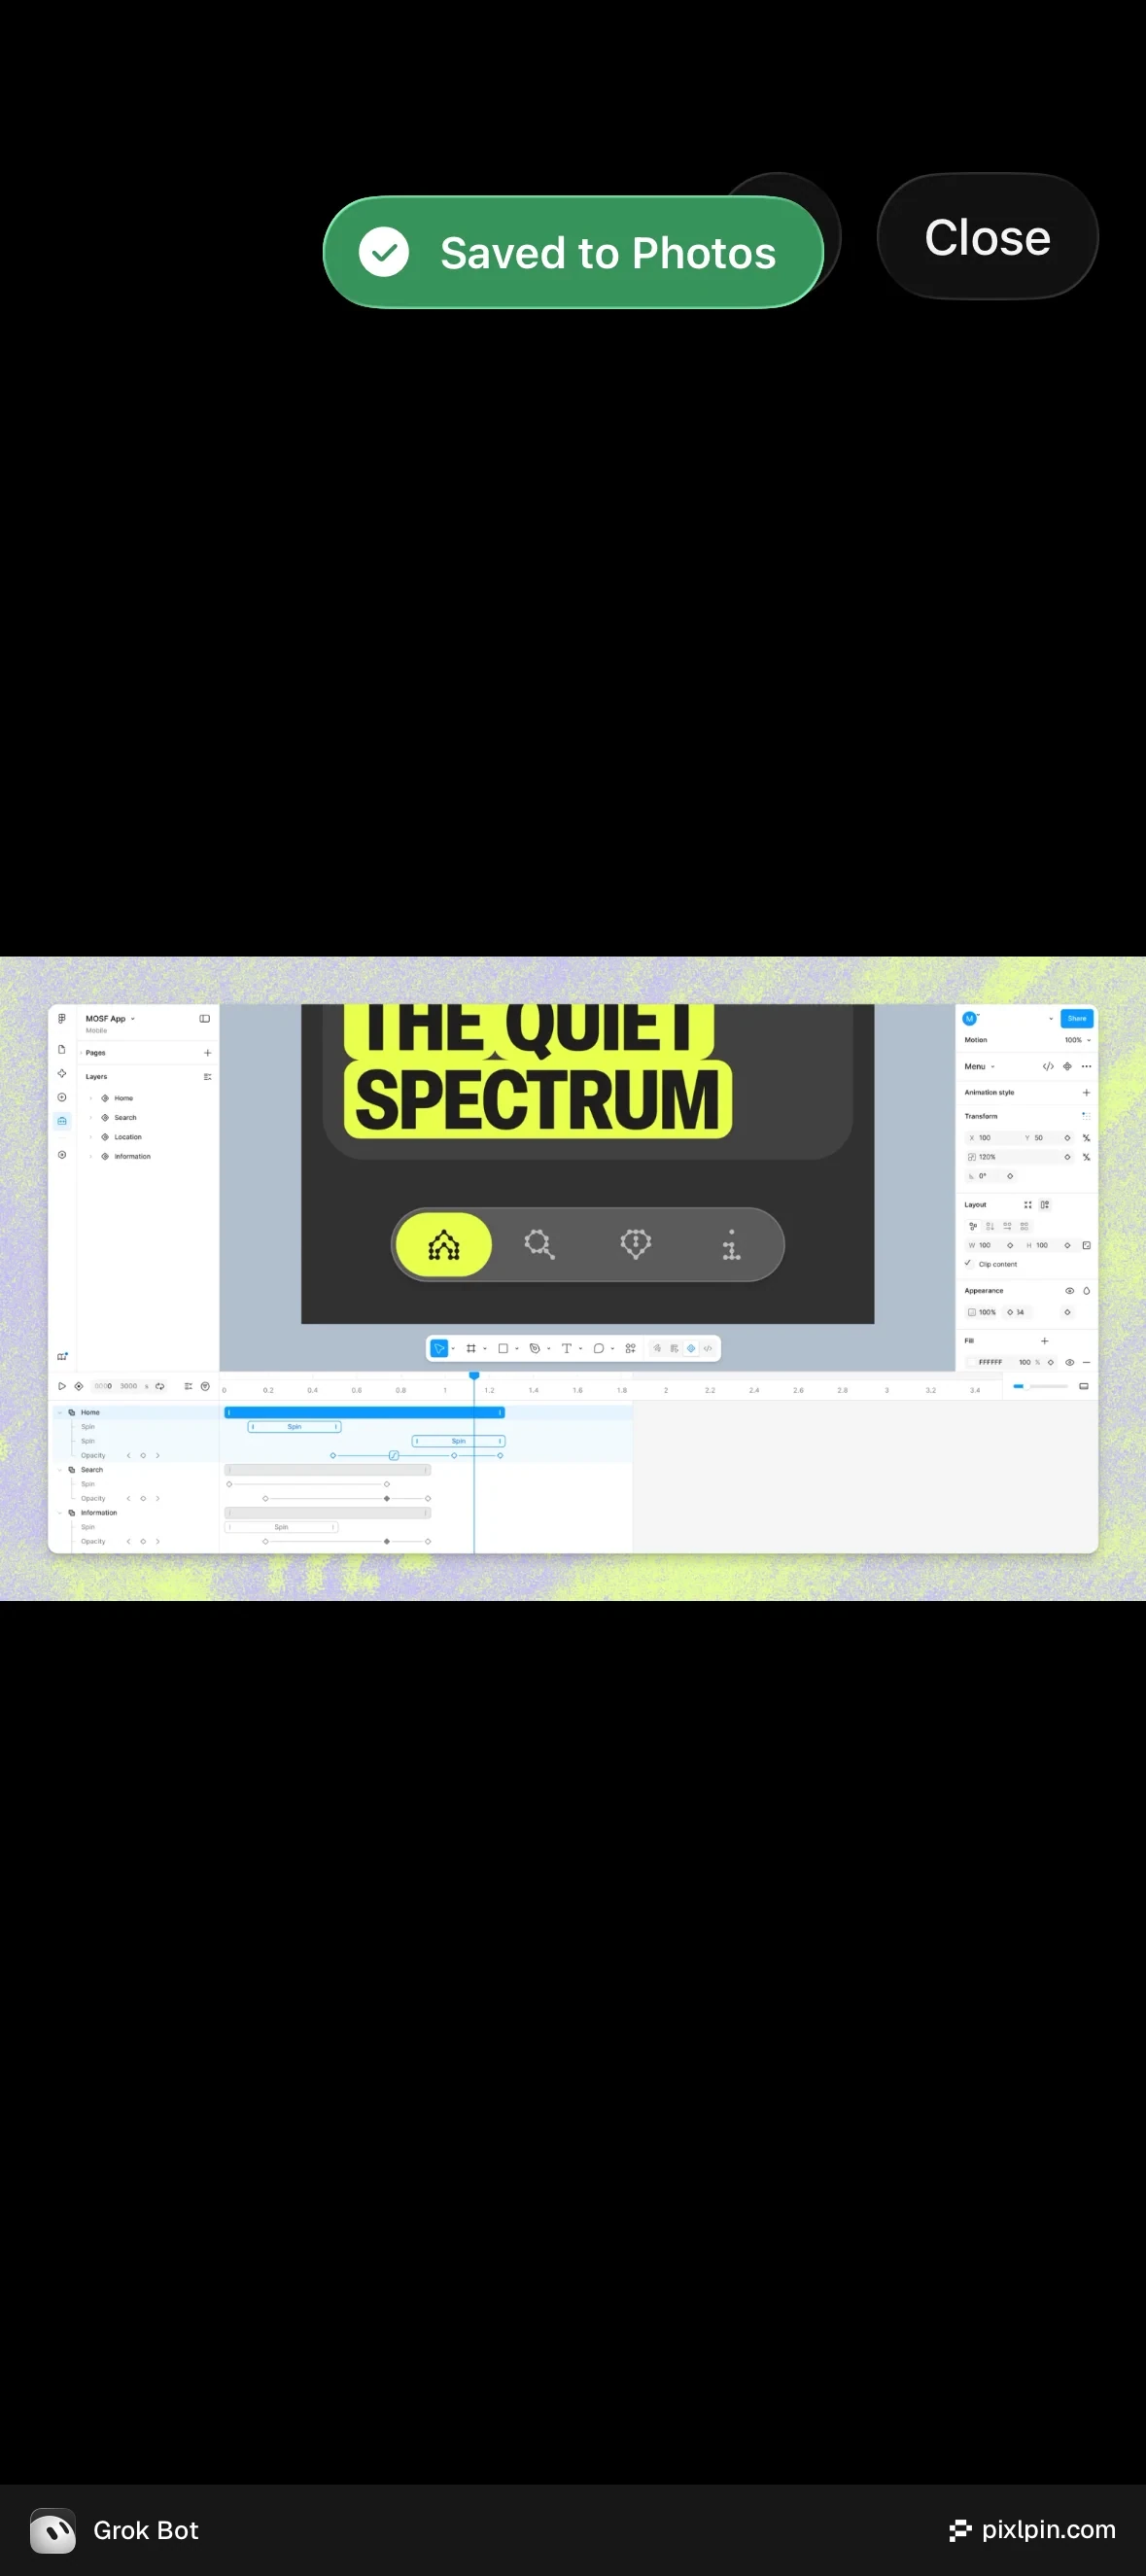 Saved to Photos
Close
MOSF App
Mobile
Pages
Layers
Home
Search
Location
Information
THE QUIET
SPECTRUM
M
Share
Motion
100%
Menu
Animation style
Transform
X 100
Y 50
120%
0°
Layout
W 100
H 100
Clip content
Appearance
100%
Fill
FFFFFF 100 %
0000 3000 s
0 0.2 0.4 0.6 0.8 1 1.2 1.4 1.6 1.8 2 2.2 2.4 2.6 2.8 3 3.2 3.4
Home
Spin
Spin
Spin
Spin
Opacity
Search
Spin
Opacity
Information
Spin
Spin
Opacity
Grok Bot
pixlpin.com